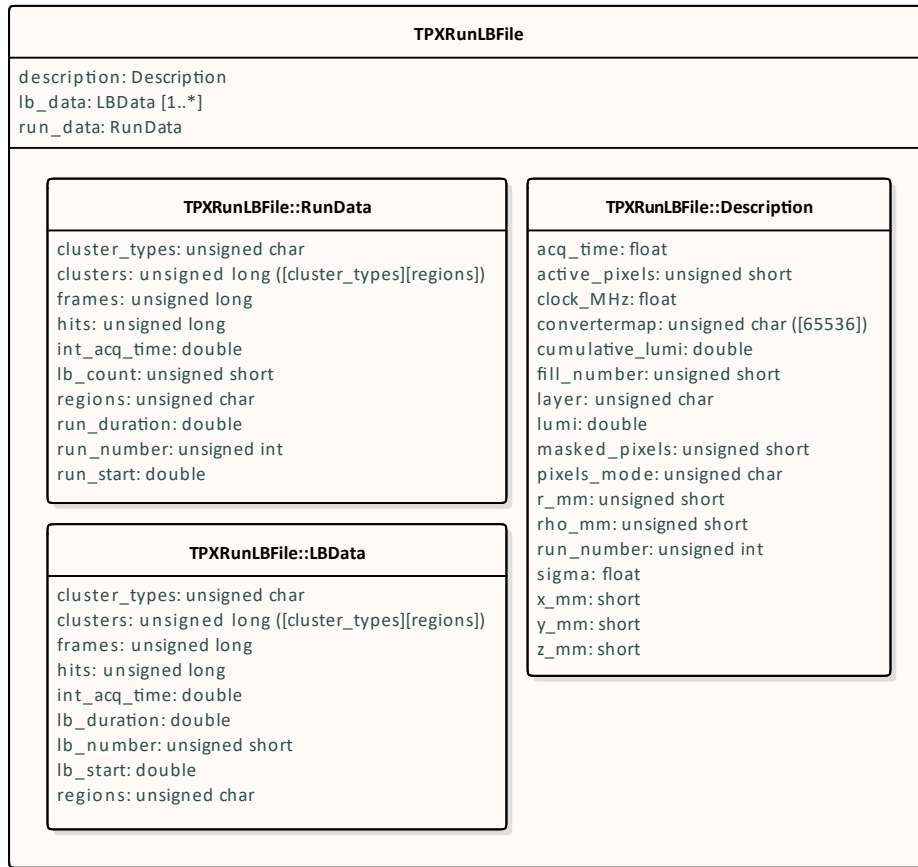 TPXRunLBFile
description: Description
lb_data: LBData [1..*]
run_data: RunData
TPXRunLBFile::RunData
cluster_types: unsigned char
clusters: unsigned long ([cluster_types][regions])
frames: unsigned long
hits: unsigned long
int_acq_time: double
lb_count: unsigned short
regions: unsigned char
run_duration: double
run_number: unsigned int
run_start: double
TPXRunLBFile::LBData
cluster_types: unsigned char
clusters: unsigned long ([cluster_types][regions])
frames: unsigned long
hits: unsigned long
int_acq_time: double
lb_duration: double
lb_number: unsigned short
lb_start: double
regions: unsigned char
TPXRunLBFile::Description
acq_time: float
active_pixels: unsigned short
clock_MHz: float
convertermap: unsigned char ([65536])
cumulative_lumi: double
fill_number: unsigned short
layer: unsigned char
lumi: double
masked_pixels: unsigned short
pixels_mode: unsigned char
r_mm: unsigned short
rho_mm: unsigned short
run_number: unsigned int
sigma: float
x_mm: short
y_mm: short
z_mm: short